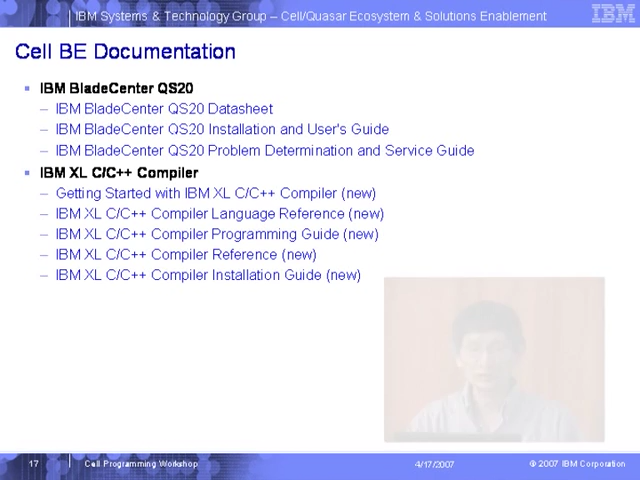 IBM Systems & Technology Group – Cell/Quasar Ecosystem & Solutions Enablement
IBM
Cell BE Documentation
IBM BladeCenter QS20
– IBM BladeCenter QS20 Datasheet
– IBM BladeCenter QS20 Installation and User's Guide
– IBM BladeCenter QS20 Problem Determination and Service Guide
IBM XL C/C++ Compiler
– Getting Started with IBM XL C/C++ Compiler (new)
– IBM XL C/C++ Compiler Language Reference (new)
– IBM XL C/C++ Compiler Programming Guide (new)
– IBM XL C/C++ Compiler Reference (new)
– IBM XL C/C++ Compiler Installation Guide (new)
17 Cell Programming Workshop 4/17/2007 © 2007 IBM Corporation